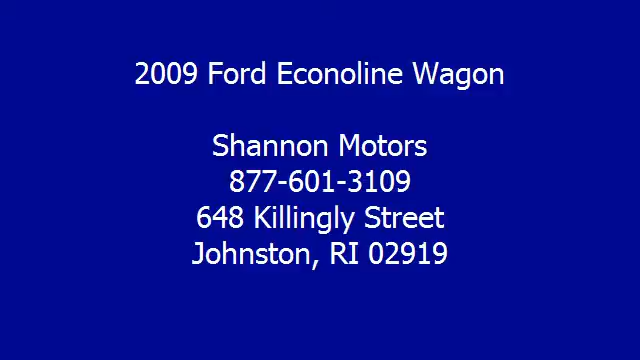 2009 Ford Econoline Wagon
Shannon Motors
877-601-3109
648 Killingly Street
Johnston, RI 02919